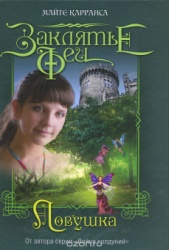 МАЙТЕ КАРРАНСА
ЗАКЛЯТЬЕ
ФЕИ
ЛОВУШКА
От автора серии «Война колдуний»